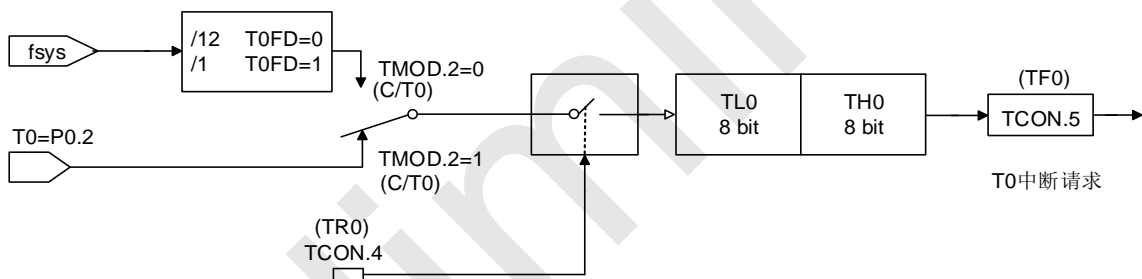 fsys
/12 T0FD=0
/1 T0FD=1
TMOD.2=0
(C/T0)
T0=P0.2
TMOD.2=1
(C/T0)
(TR0)
TCON.4
TL0
8 bit
TH0
8 bit
(TF0)
TCON.5
T0中断请求